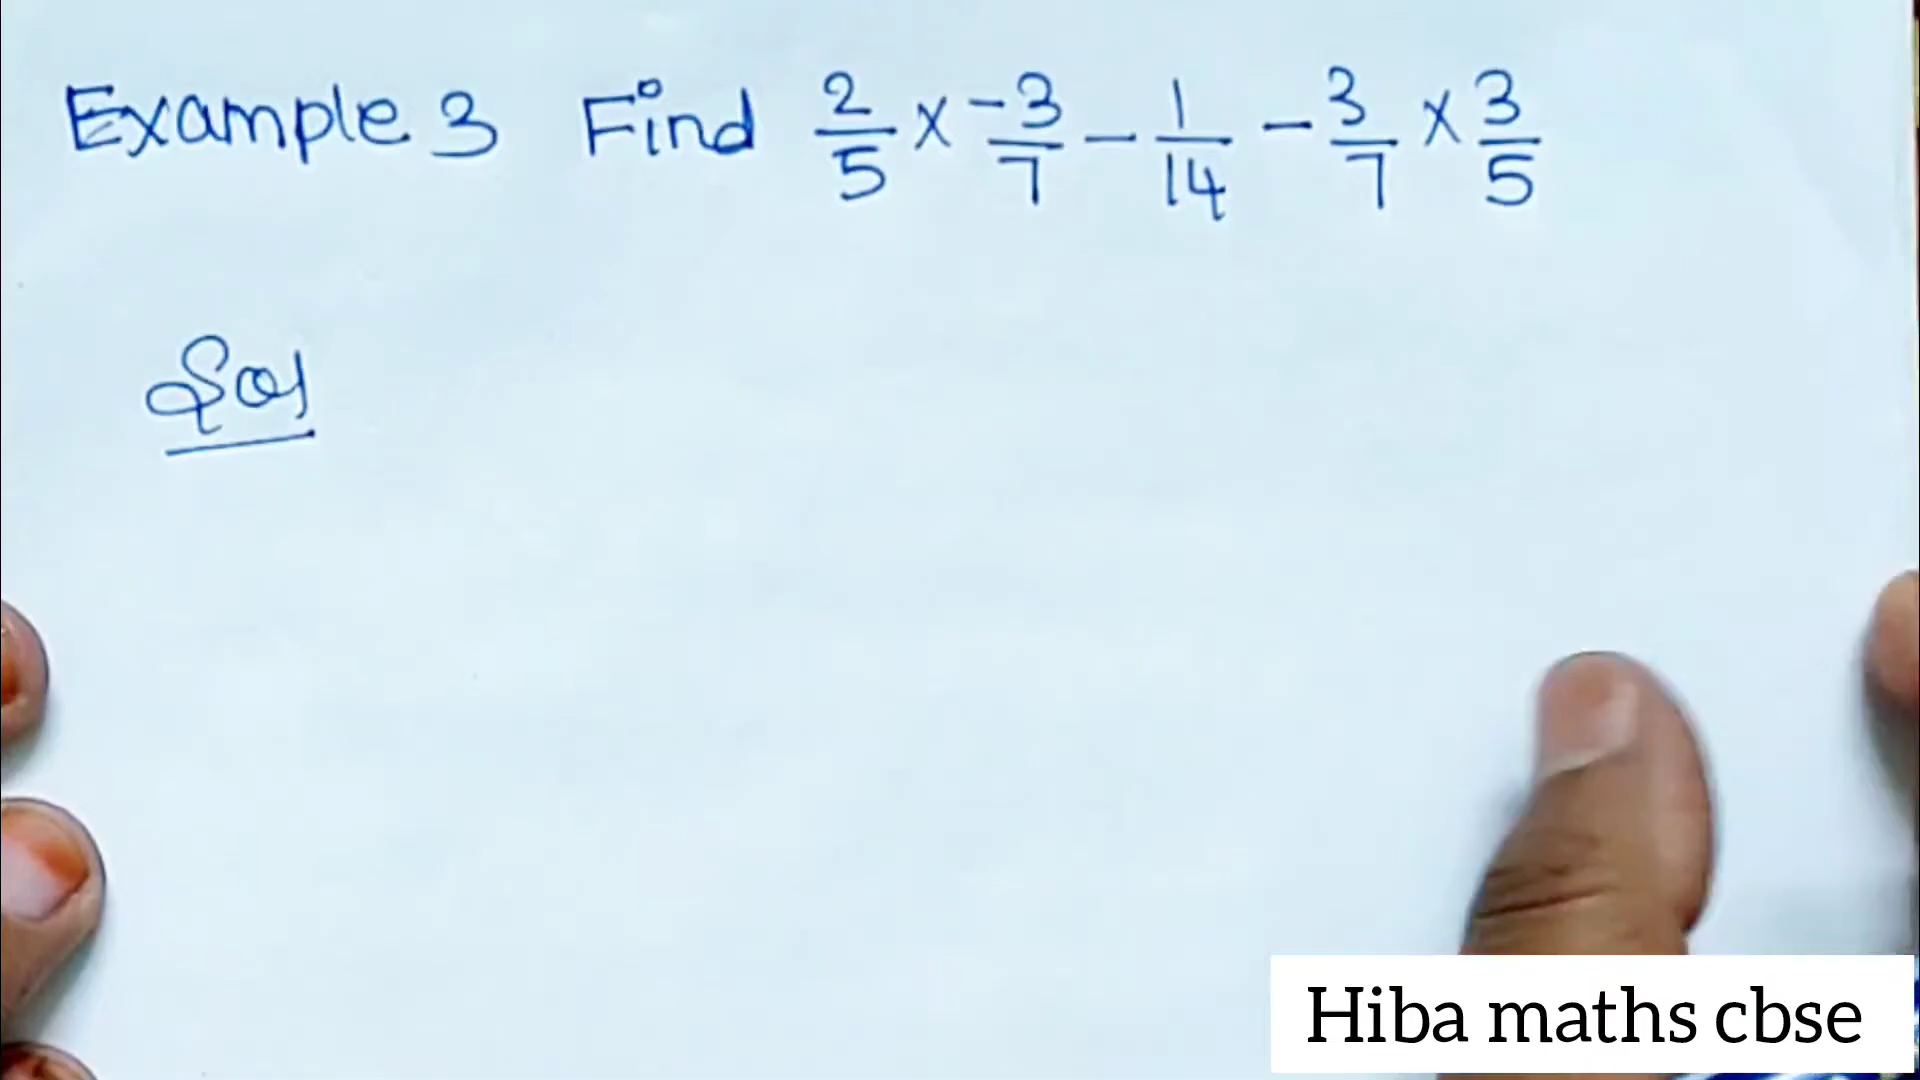 Example 3 Find 2/5 × -3/7 - 1/14 - 3/7 × 3/5
Sol
Hiba maths cbse